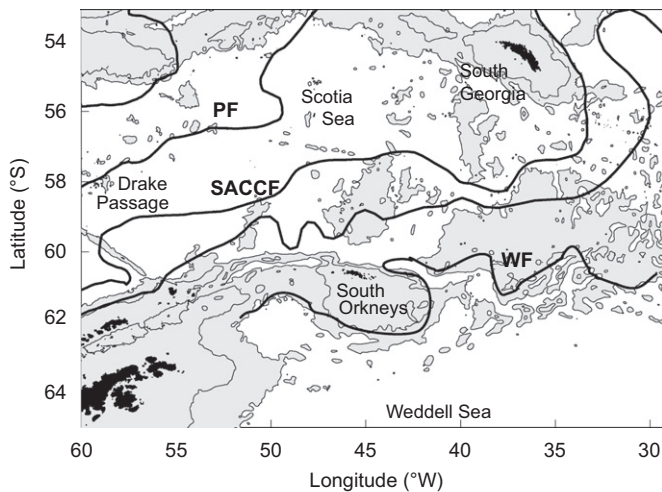 54
56
58
60
62
64
Latitude (°S)
South
Georgia
Scotia
Sea
PF
Drake
Passage
SACCF
WF
South
Orkneys
Weddell Sea
60
55
50
45
40
35
30
Longitude (°W)